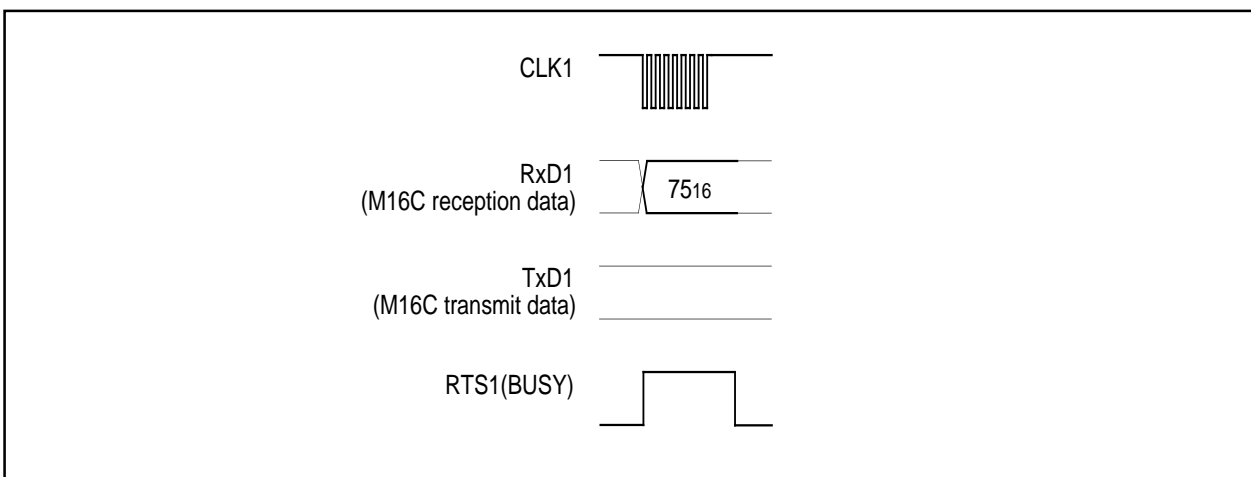 CLK1
RxD1
(M16C reception data)
7516
TxD1
(M16C transmit data)
RTS1(BUSY)